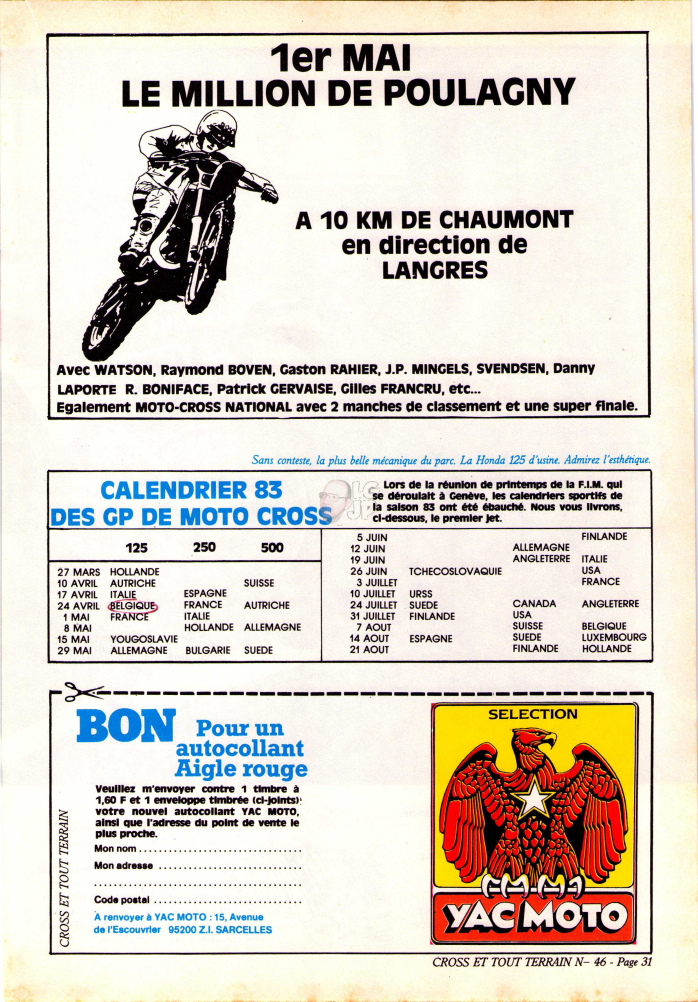 1er MAI
LE MILLION DE POULAGNY
A 10 KM DE CHAUMONT
en direction de
LANGRES
Avec WATSON, Raymond BOVEN, Gaston RAHIER, J.P. MINGELS, SVENDSEN, Danny
LAPORTE R. BONIFACE, Patrick GERVAISE, Gilles FRANCRU, etc...
Egalement MOTO-CROSS NATIONAL avec 2 manches de classement et une super finale.
Sans conteste, la plus belle mécanique du parc. La Honda 125 d'usine. Admirez l'esthétique.
CALENDRIER 83
DES GP DE MOTO CROSS
Lors de la réunion de printemps de la F.I.M. qui
se déroulait à Genève, les calendriers sportifs de
la saison 83 ont été ébauché. Nous vous livrons,
ci-dessous, le premier jet.
125 250 500
27 MARS HOLLANDE
10 AVRIL AUTRICHE SUISSE
17 AVRIL ITALIE ESPAGNE
24 AVRIL BELGIQUE FRANCE AUTRICHE
1 MAI FRANCE ITALIE
8 MAI HOLLANDE ALLEMAGNE
15 MAI YOUGOSLAVIE
29 MAI ALLEMAGNE BULGARIE SUEDE
5 JUIN FINLANDE
12 JUIN ALLEMAGNE
19 JUIN ANGLETERRE ITALIE
26 JUIN TCHECOSLOVAQUIE USA
3 JUILLET FRANCE
10 JUILLET URSS
24 JUILLET SUEDE CANADA ANGLETERRE
31 JUILLET FINLANDE USA
7 AOUT SUISSE BELGIQUE
14 AOUT ESPAGNE SUEDE LUXEMBOURG
21 AOUT FINLANDE HOLLANDE
BON Pour un
autocollant
Aigle rouge
Veuillez m'envoyer contre 1 timbre à
1,60 F et 1 enveloppe timbrée (ci-joints)
votre nouvel autocollant YAC MOTO,
ainsi que l'adresse du point de vente le
plus proche.
Mon nom
Mon adresse
Code postal
A renvoyer à YAC MOTO : 15, Avenue
de l'Escouvrier 95200 Z.I. SARCELLES
CROSS ET TOUT TERRAIN
SELECTION
YAC MOTO
CROSS ET TOUT TERRAIN N– 46 - Page 31